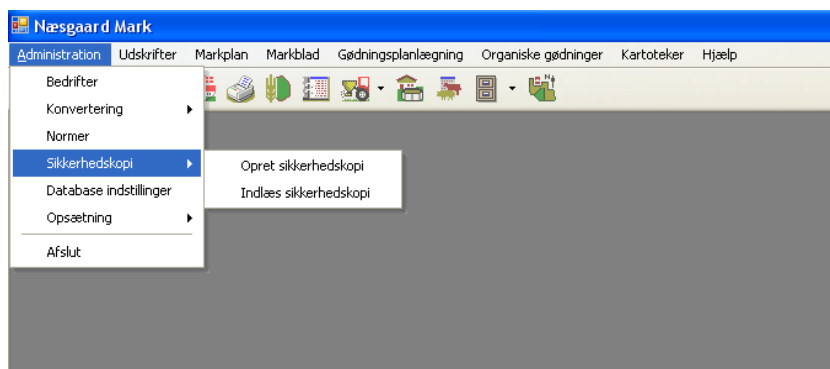 Næsgaard Mark
Administration Udskrifter Markplan Markblad Gødningsplanlægning Organiske gødninger Kartoteker Hjælp
Bedrifter
Konvertering
Normer
Sikkerhedskopi
Opret sikkerhedskopi
Indlæs sikkerhedskopi
Database indstillinger
Opsætning
Afslut